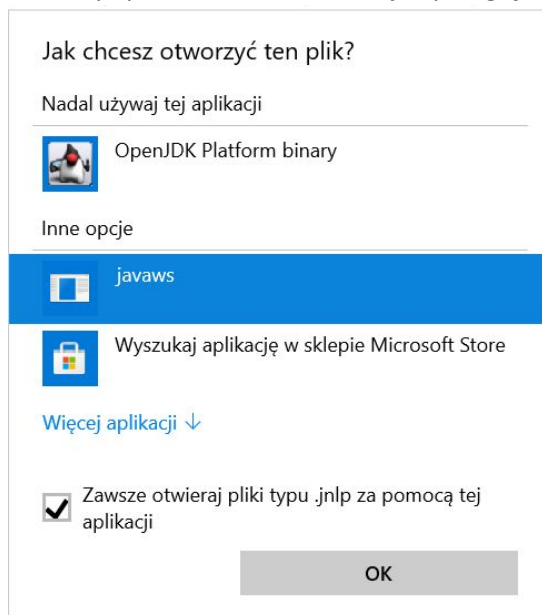 Jak chcesz otworzyć ten plik?
Nadal używaj tej aplikacji
OpenJDK Platform binary
Inne opcje
javaws
Wyszukaj aplikację w sklepie Microsoft Store
Więcej aplikacji ↓
Zawsze otwieraj pliki typu .jnlp za pomocą tej
aplikacji
OK